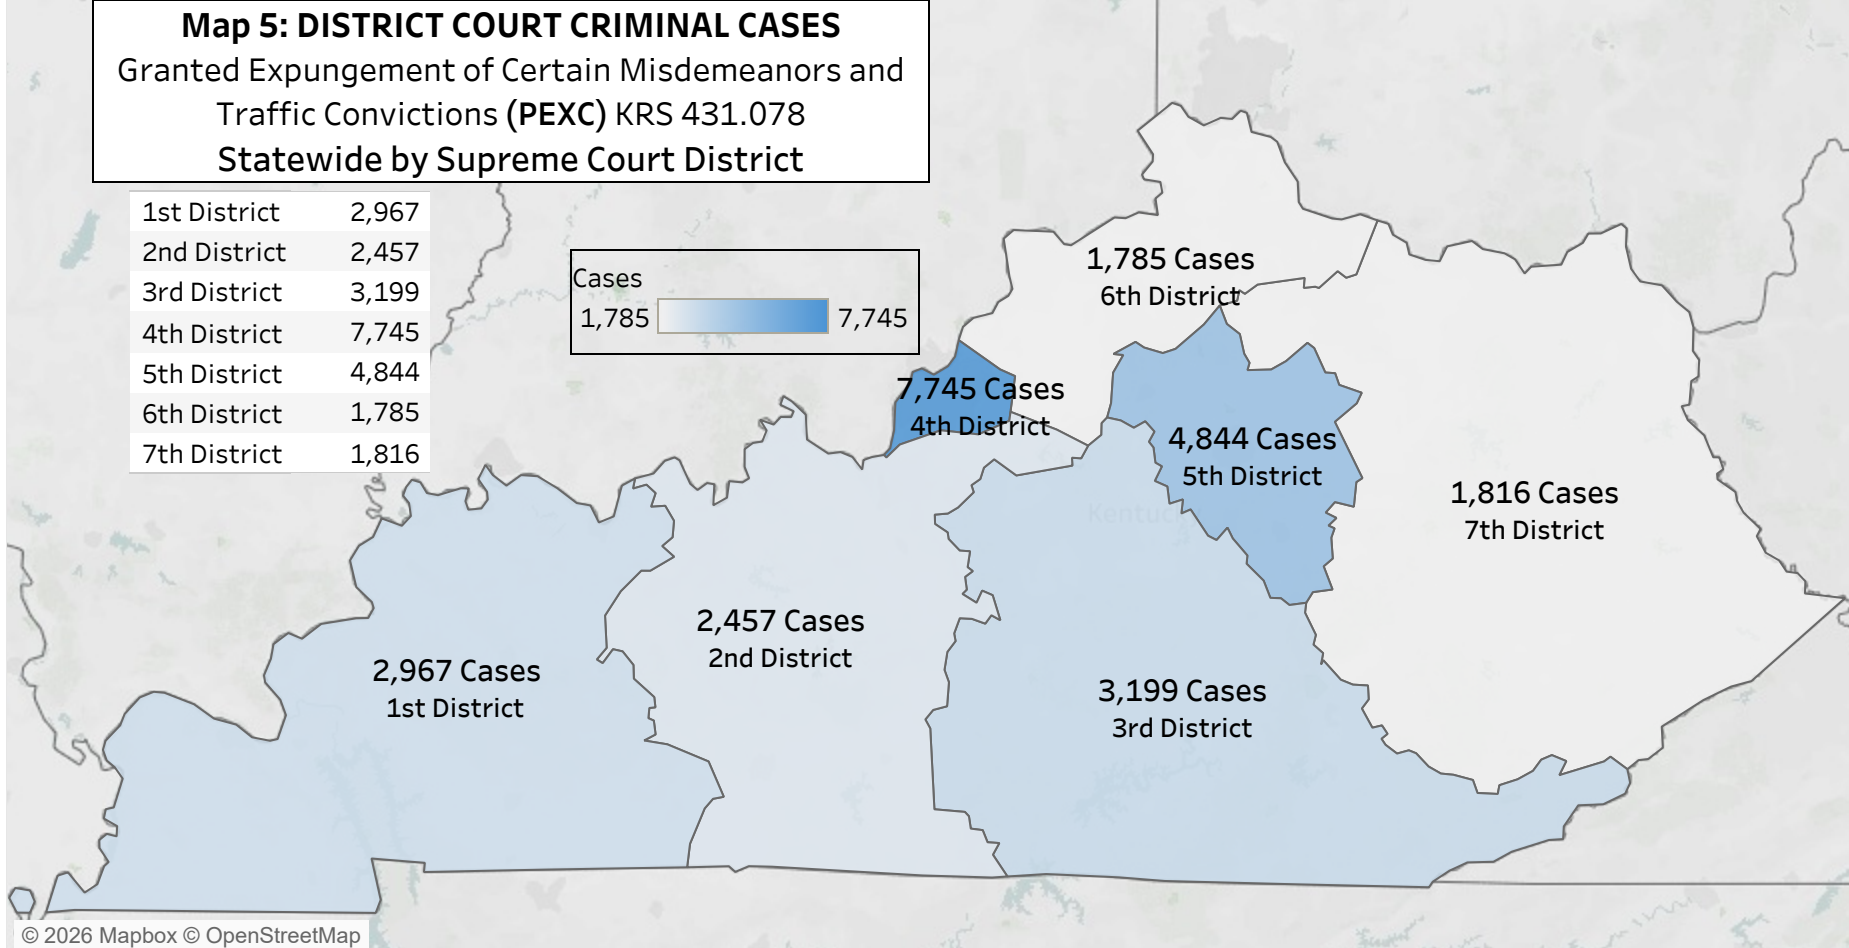 Map 5: DISTRICT COURT CRIMINAL CASES
Granted Expungement of Certain Misdemeanors and
Traffic Convictions (PEXC) KRS 431.078
Statewide by Supreme Court District
1st District 2,967
2nd District 2,457
3rd District 3,199
4th District 7,745
5th District 4,844
6th District 1,785
7th District 1,816
Cases
1,785 7,745
1,785 Cases
6th District
7,745 Cases
4th District
4,844 Cases
5th District
1,816 Cases
7th District
Kentucky
2,457 Cases
2nd District
2,967 Cases
1st District
3,199 Cases
3rd District
© 2026 Mapbox © OpenStreetMap